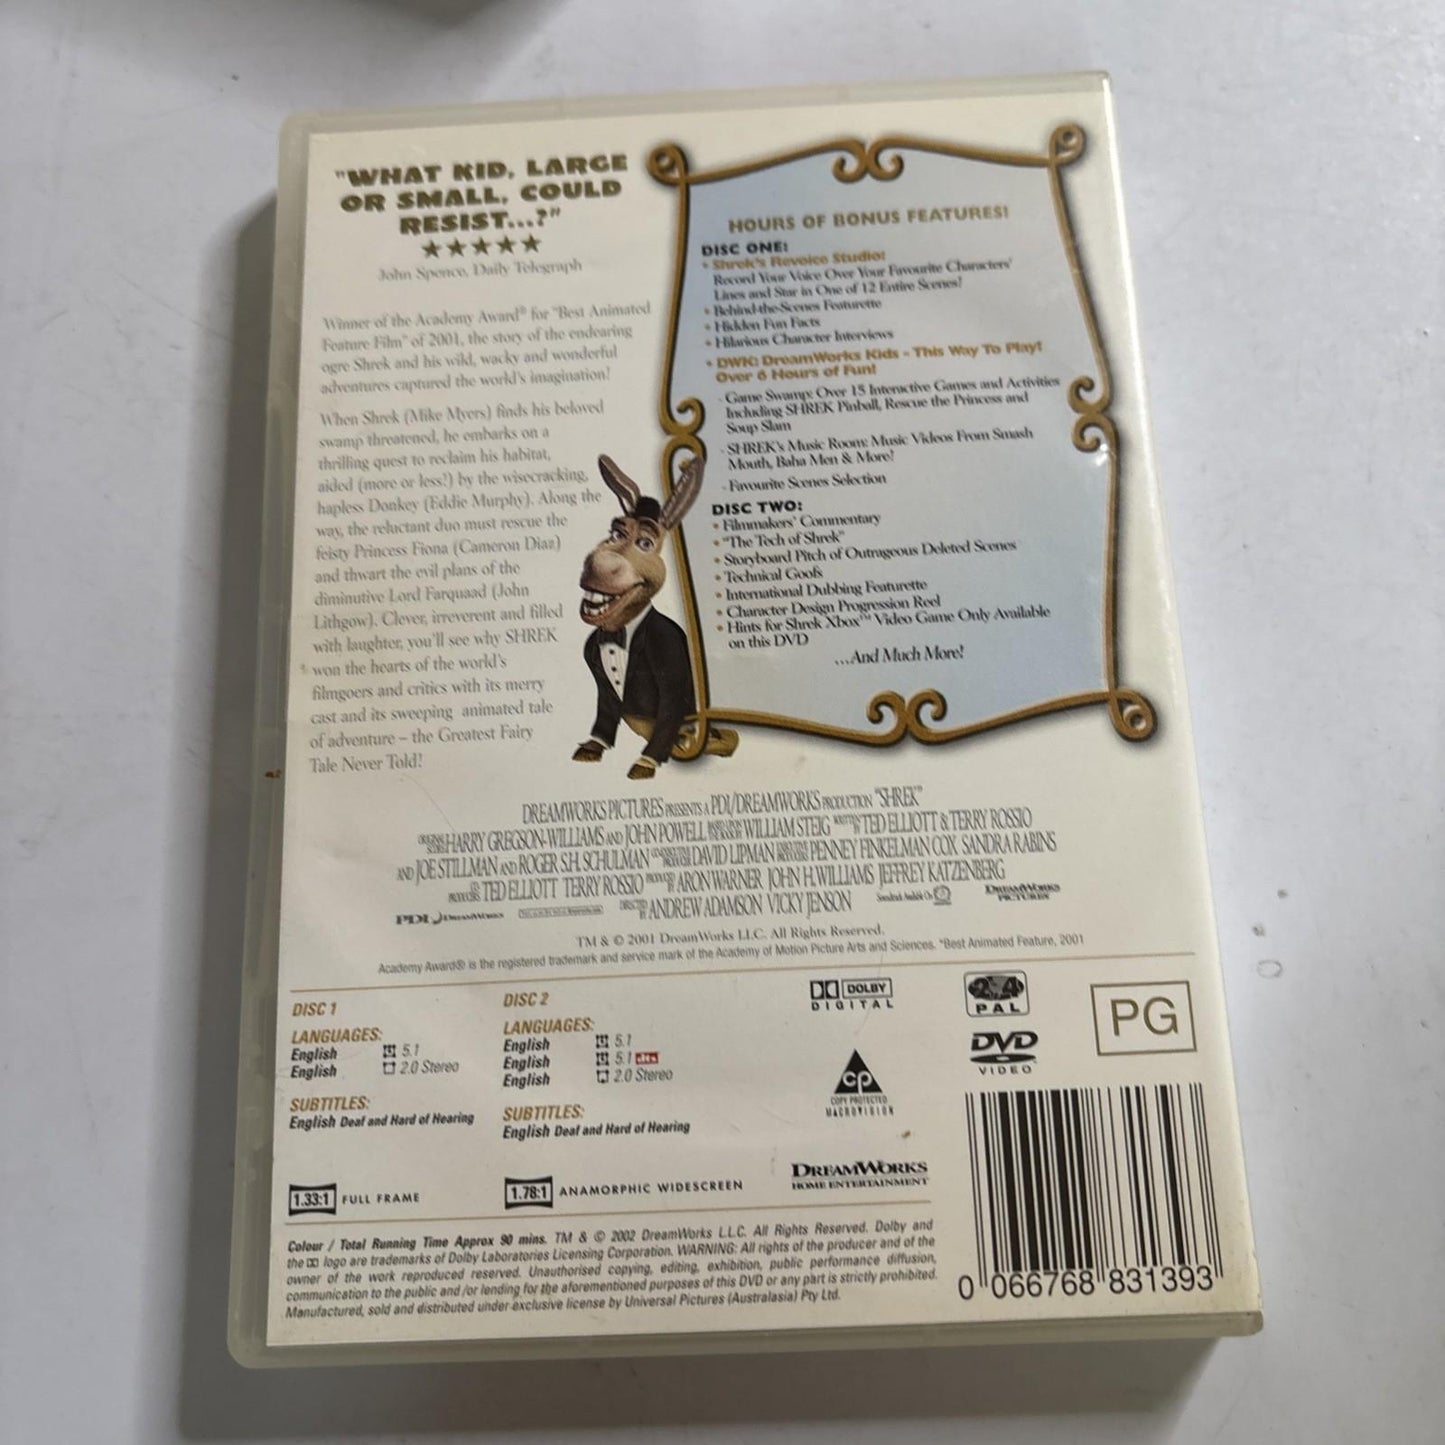 "WHAT KID, LARGE
OR SMALL, COULD
RESIST...?"
★★★★★
John Spence, Daily Telegraph
Winner of the Academy Award® for "Best Animated
Feature Film" of 2001, the story of the endearing
ogre Shrek and his wild, wacky and wonderful
adventures captured the world's imagination!
When Shrek (Mike Myers) finds his beloved
swamp threatened, he embarks on a
thrilling quest to reclaim his habitat,
aided (more or less!) by the wisecracking,
hapless Donkey (Eddie Murphy). Along the
way, the reluctant duo must rescue the
feisty Princess Fiona (Cameron Diaz)
and thwart the evil plans of the
diminutive Lord Farquaad (John
Lithgow). Clever, irreverent and filled
with laughter, you'll see why SHREK
won the hearts of the world's
filmgoers and critics with its merry
cast and its sweeping animated tale
of adventure – the Greatest Fairy
Tale Never Told!
HOURS OF BONUS FEATURES!
DISC ONE:
• Shrek's Revoice Studio!
Record Your Voice Over Your Favourite Characters'
Lines and Star in One of 12 Entire Scenes!
• Behind-the-Scenes Featurette
• Hidden Fun Facts
• Hilarious Character Interviews
• DWK: DreamWorks Kids - This Way To Play!
Over 6 Hours of Fun!
- Game Swamp: Over 15 Interactive Games and Activities
Including SHREK Pinball, Rescue the Princess and
Soup Slam
- SHREK's Music Room: Music Videos From Smash
Mouth, Baha Men & More!
- Favourite Scenes Selection
DISC TWO:
• Filmmakers' Commentary
• "The Tech of Shrek"
• Storyboard Pitch of Outrageous Deleted Scenes
• Technical Goofs
• International Dubbing Featurette
• Character Design Progression Reel
• Hints for Shrek Xbox™ Video Game Only Available
on this DVD
...And Much More!
DREAMWORKS PICTURES PRESENTS A PDI/DREAMWORKS PRODUCTION "SHREK"
HARRY GREGSON-WILLIAMS AND JOHN POWELL WILLIAM STEIG WRITTEN BY TED ELLIOTT & TERRY ROSSIO
AND JOE STILLMAN AND ROGER S.H. SCHULMAN DAVID LIPMAN PENNEY FINKELMAN COX SANDRA RABINS
TED ELLIOTT TERRY ROSSIO PRODUCED BY ARON WARNER JOHN H. WILLIAMS JEFFREY KATZENBERG
PDI DREAMWORKS DIRECTED BY ANDREW ADAMSON VICKY JENSON DREAMWORKS PICTURES
TM & © 2001 DreamWorks L.L.C. All Rights Reserved.
Academy Award® is the registered trademark and service mark of the Academy of Motion Picture Arts and Sciences. *Best Animated Feature, 2001
DISC 1
LANGUAGES:
English 5.1
English 2.0 Stereo
SUBTITLES:
English Deaf and Hard of Hearing
1.33:1 FULL FRAME
DISC 2
LANGUAGES:
English 5.1
English 5.1 dts
English 2.0 Stereo
SUBTITLES:
English Deaf and Hard of Hearing
1.78:1 ANAMORPHIC WIDESCREEN
DOLBY
DIGITAL
CP
COPY PROTECTED
MACROVISION
DREAMWORKS
HOME ENTERTAINMENT
2 4
PAL
DVD
VIDEO
PG
Colour / Total Running Time Approx 90 mins. TM & © 2002 DreamWorks L.L.C. All Rights Reserved. Dolby and
the logo are trademarks of Dolby Laboratories Licensing Corporation. WARNING: All rights of the producer and of the
owner of the work reproduced reserved. Unauthorised copying, editing, exhibition, public performance diffusion,
communication to the public and /or lending for the aforementioned purposes of this DVD or any part is strictly prohibited.
Manufactured, sold and distributed under exclusive license by Universal Pictures (Australasia) Pty Ltd.
0 066768 831393